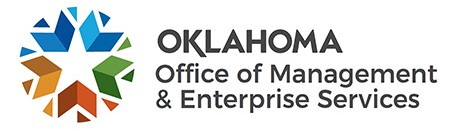 OKLAHOMA
Office of Management
& Enterprise Services